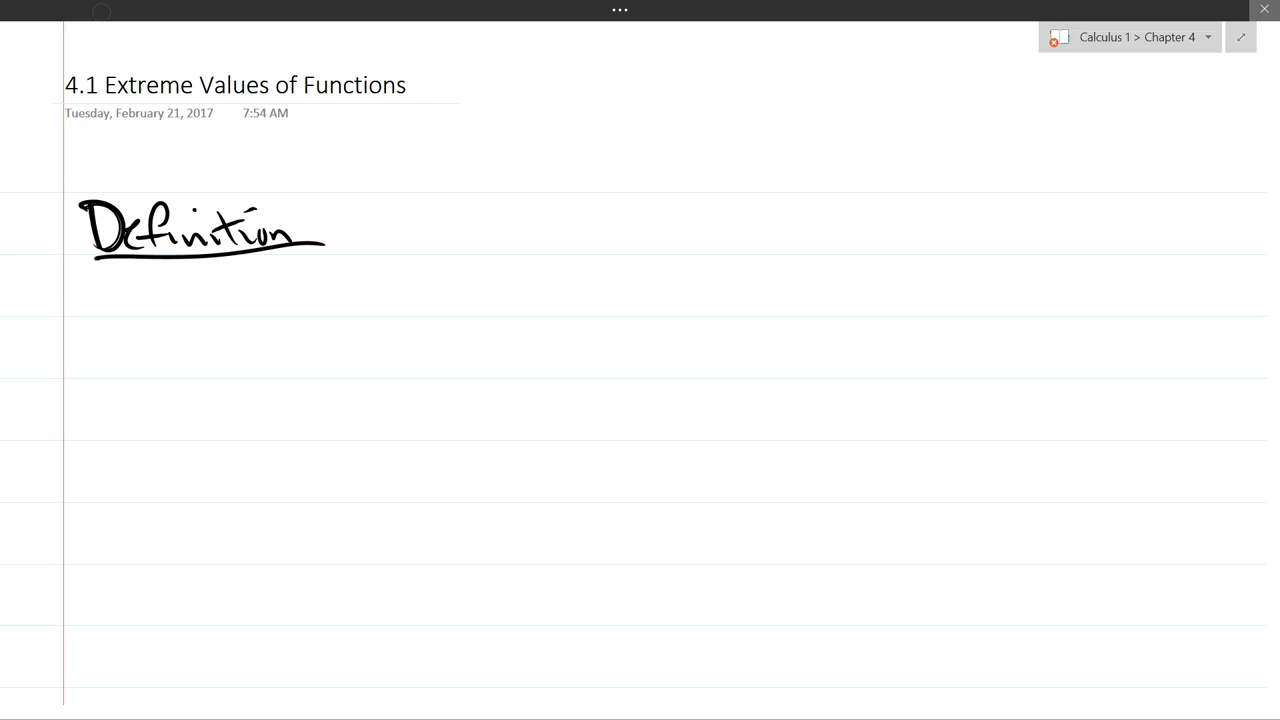 Calculus 1 > Chapter 4
4.1 Extreme Values of Functions
Tuesday, February 21, 2017 7:54 AM
Definition